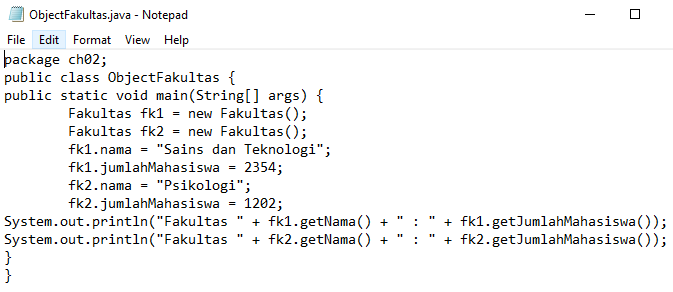 ObjectFakultas.java - Notepad
File Edit Format View Help
package ch02;
public class ObjectFakultas {
public static void main(String[] args) {
        Fakultas fk1 = new Fakultas();
        Fakultas fk2 = new Fakultas();
        fk1.nama = "Sains dan Teknologi";
        fk1.jumlahMahasiswa = 2354;
        fk2.nama = "Psikologi";
        fk2.jumlahMahasiswa = 1202;
System.out.println("Fakultas " + fk1.getNama() + " : " + fk1.getJumlahMahasiswa());
System.out.println("Fakultas " + fk2.getNama() + " : " + fk2.getJumlahMahasiswa());
}
}